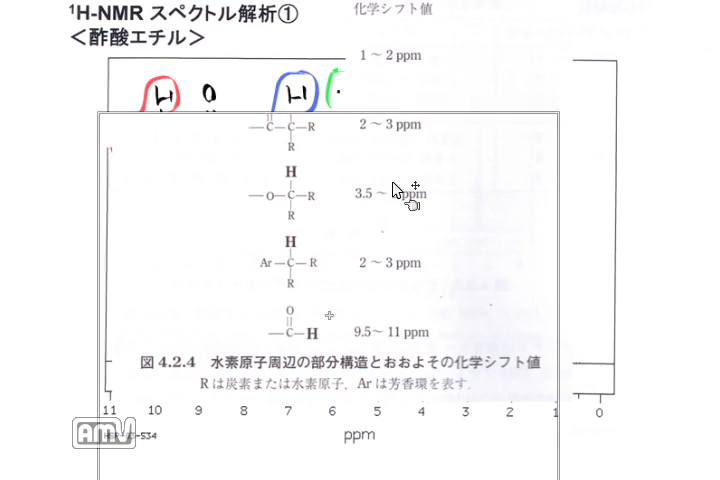 ¹H-NMR スペクトル解析①
＜酢酸エチル＞
化学シフト値
1 ～ 2 ppm
H O H
—C—C—R 2 ～ 3 ppm
R
H
—O—C—R 3.5 ～ ppm
R
H
Ar—C—R 2 ～ 3 ppm
R
O
—C—H 9.5～ 11 ppm
図 4.2.4 水素原子周辺の部分構造とおおよその化学シフト値
R は炭素または水素原子，Ar は芳香環を表す．
11 10 9 8 7 6 5 4 3 2 1 0
AMV
534
ppm